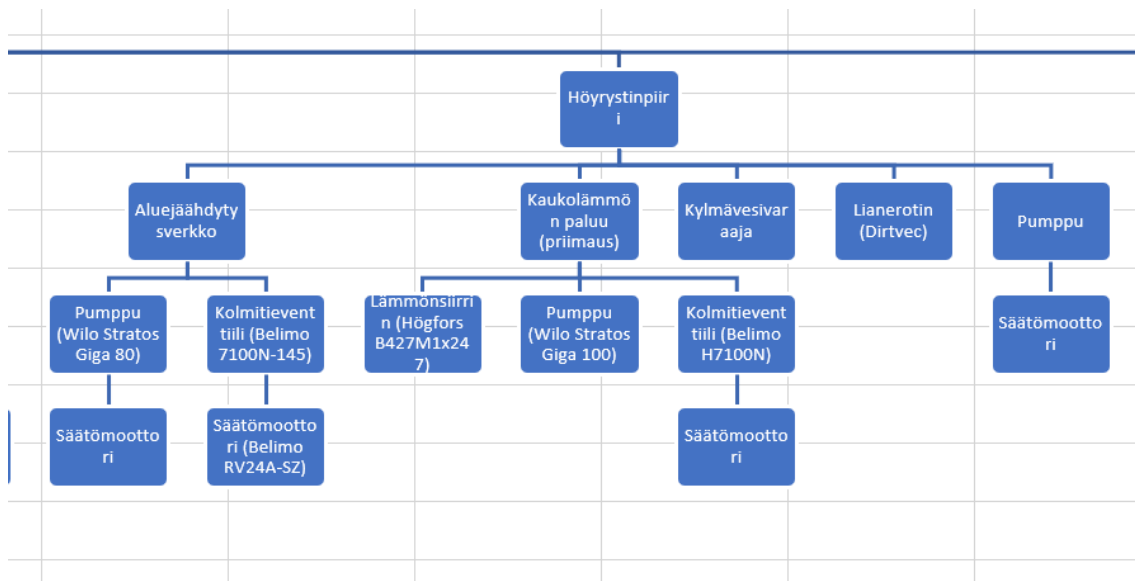 Höyrystinpiir
i
Aluejäähdyty
sverkko
Kaukolämmö
n paluu
(priimaus)
Kylmävesivar
aaja
Lianerotin
(Dirtvec)
Pumppu
Pumppu
(Wilo Stratos
Giga 80)
Kolmitievent
tiili (Belimo
7100N-145)
Lämmönsiirri
n (Högfors
B427M1x24
7)
Pumppu
(Wilo Stratos
Giga 100)
Kolmitievent
tiili (Belimo
H7100N)
Säätömootto
ri
Säätömootto
ri
Säätömootto
ri (Belimo
RV24A-SZ)
Säätömootto
ri